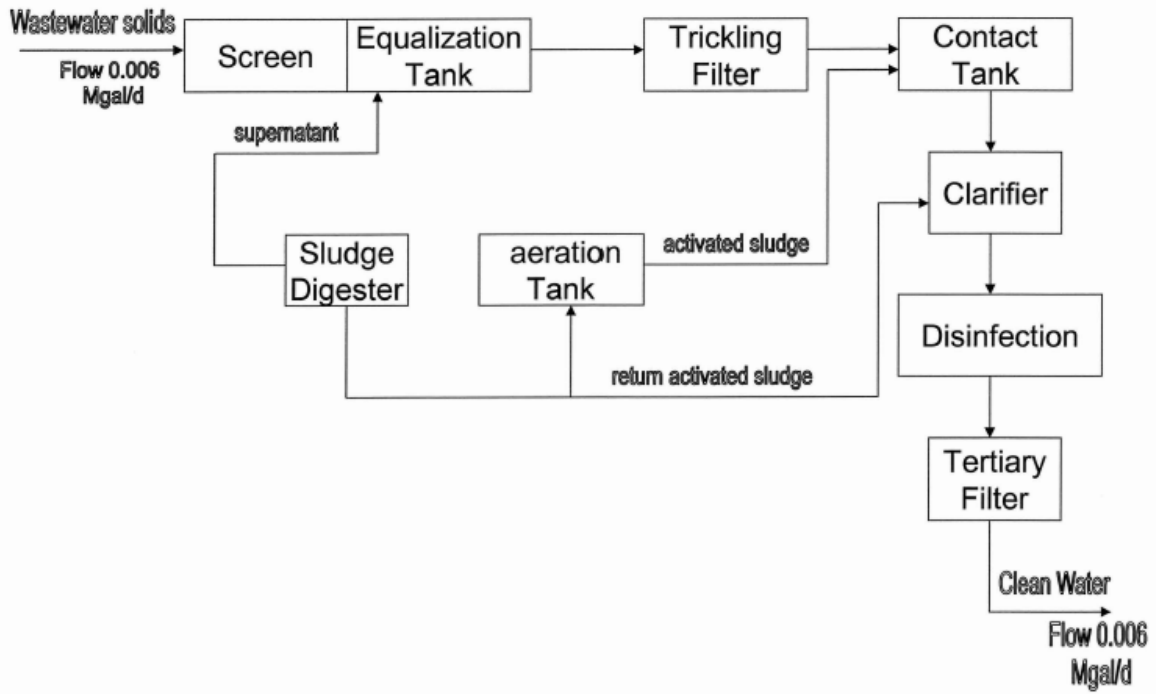 Wastewater solids
Flow 0.006
Mgal/d
Screen
Equalization
Tank
Trickling
Filter
Contact
Tank
supernatant
Clarifier
Sludge
Digester
aeration
Tank
activated sludge
Disinfection
return activated sludge
Tertiary
Filter
Clean Water
Flow 0.006
Mgal/d